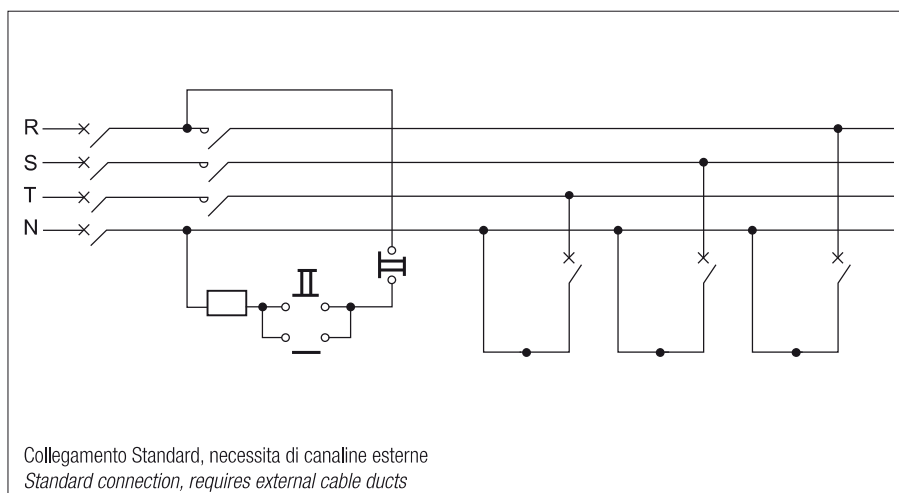 R
S
T
N
Collegamento Standard, necessita di canaline esterne
Standard connection, requires external cable ducts